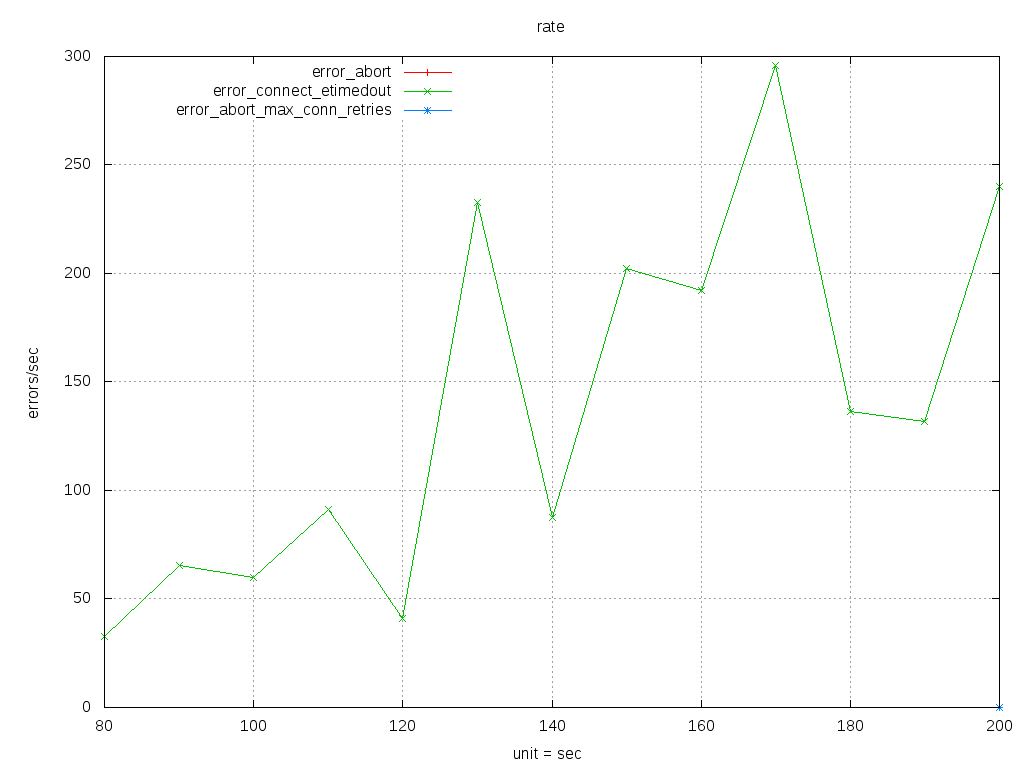 rate
error_abort
error_connect_etimedout
error_abort_max_conn_retries
300
250
200
150
100
50
0
errors/sec
80 100 120 140 160 180 200
unit = sec